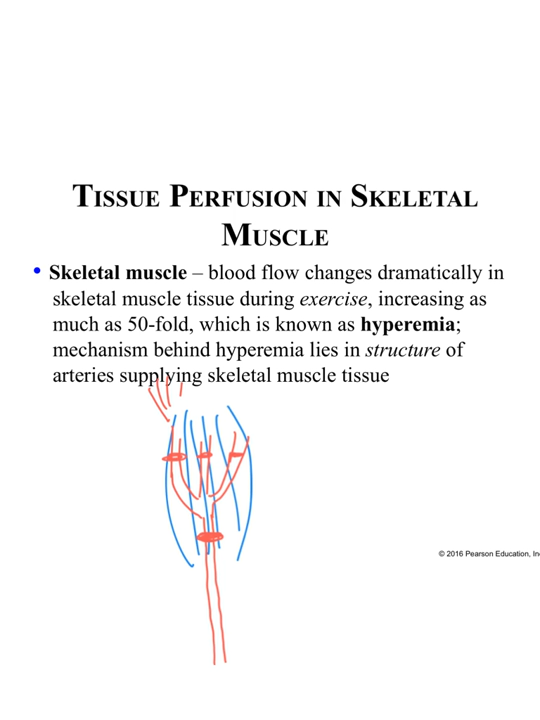 TISSUE PERFUSION IN SKELETAL
MUSCLE
• Skeletal muscle – blood flow changes dramatically in
skeletal muscle tissue during exercise, increasing as
much as 50-fold, which is known as hyperemia;
mechanism behind hyperemia lies in structure of
arteries supplying skeletal muscle tissue
© 2016 Pearson Education, In